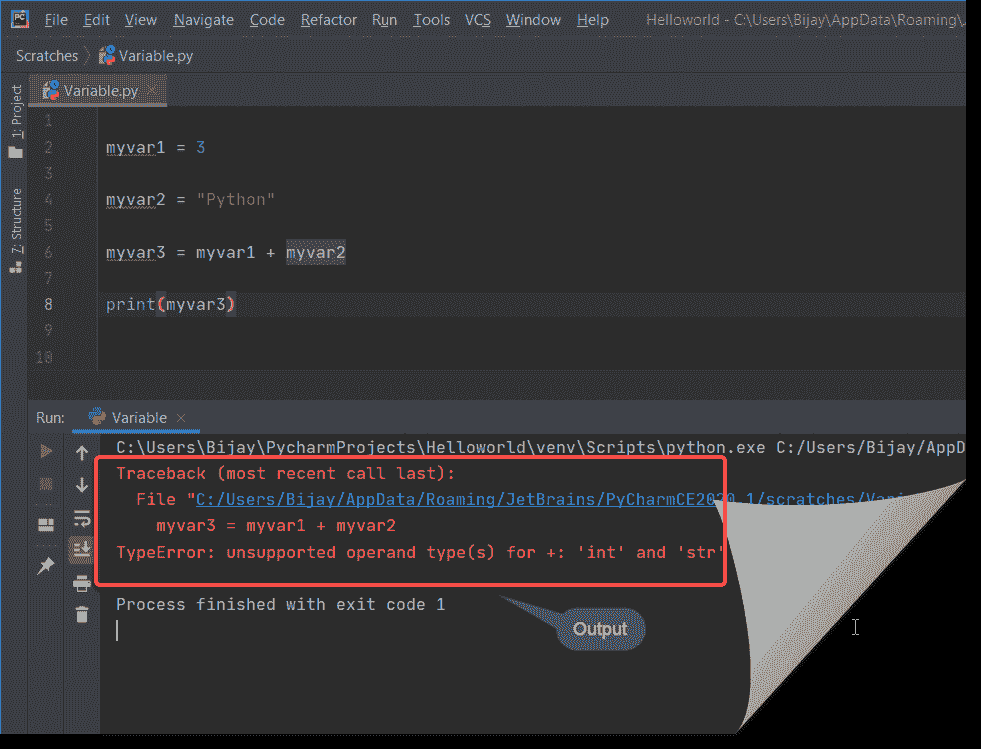 PC File Edit View Navigate Code Refactor Run Tools VCS Window Help Helloworld - C:\Users\Bijay\AppData\Roaming\
Scratches Variable.py
Variable.py
1: Project
7: Structure
1
2 myvar1 = 3
3
4 myvar2 = "Python"
5
6 myvar3 = myvar1 + myvar2
7
8 print(myvar3)
9
10
Run: Variable
C:\Users\Bijay\PycharmProjects\Helloworld\venv\Scripts\python.exe C:/Users/Bijay/AppD
Traceback (most recent call last):
File "C:/Users/Bijay/AppData/Roaming/JetBrains/PyCharmCE2020.1/scratches/
myvar3 = myvar1 + myvar2
TypeError: unsupported operand type(s) for +: 'int' and 'str'
Process finished with exit code 1
Output